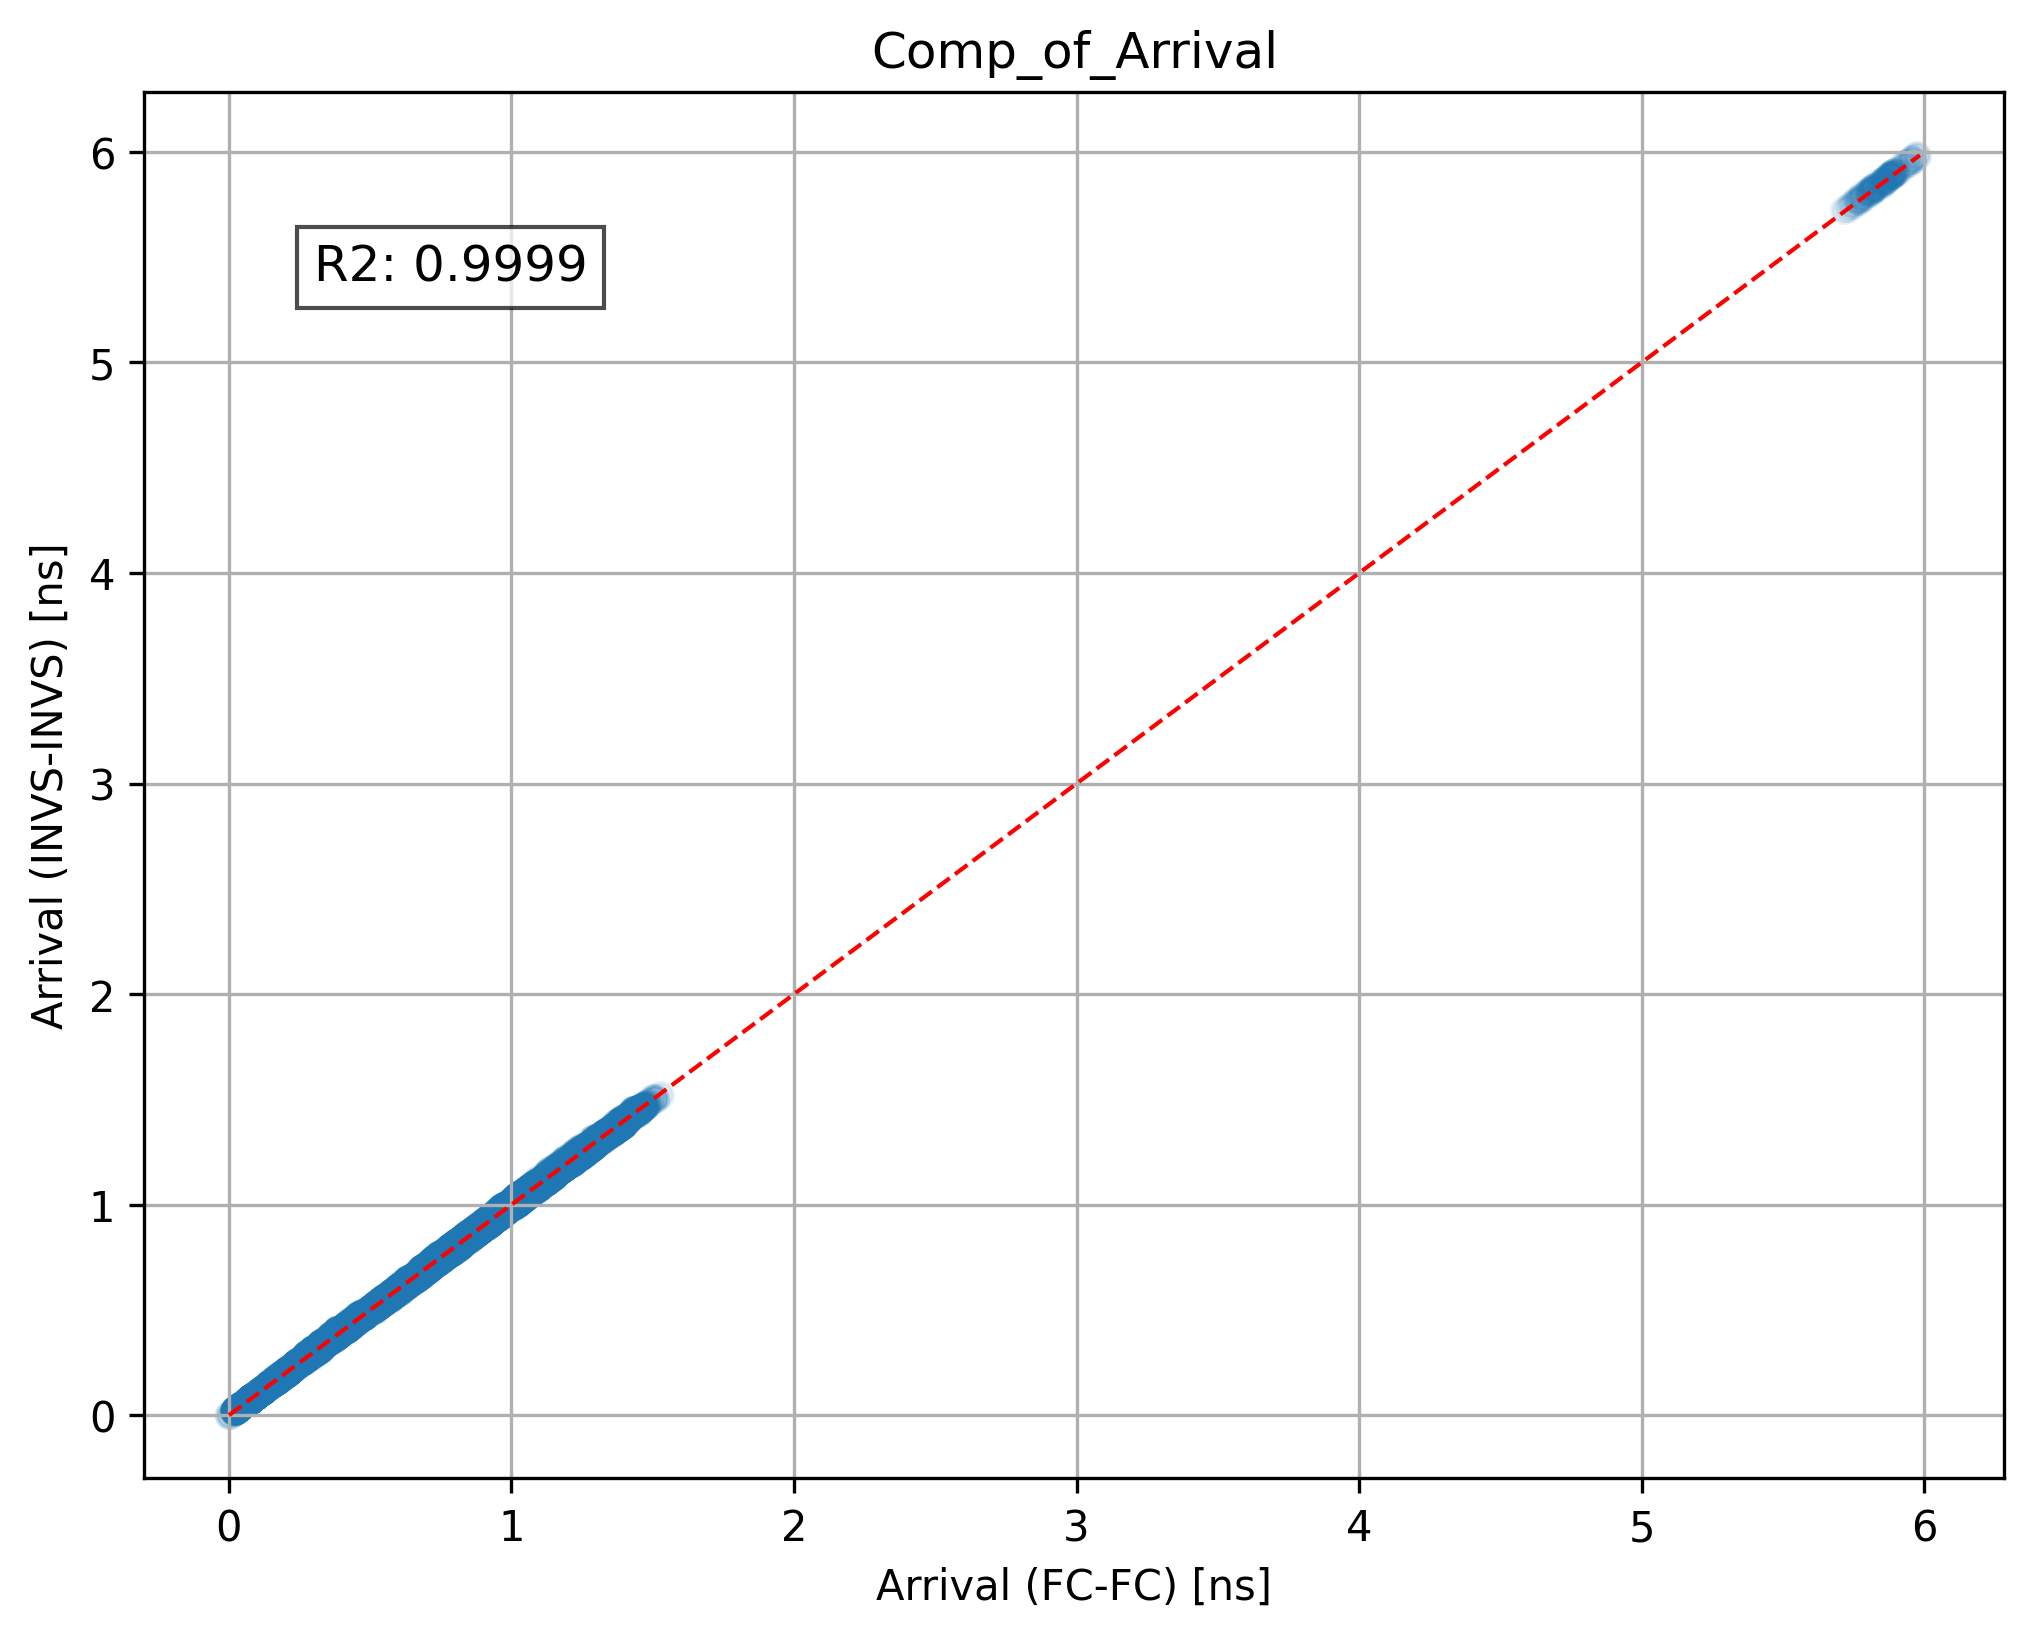 Comp_of_Arrival
R2: 0.9999
Arrival (INVS-INVS) [ns]
6
5
4
3
2
1
0
0 1 2 3 4 5 6
Arrival (FC-FC) [ns]